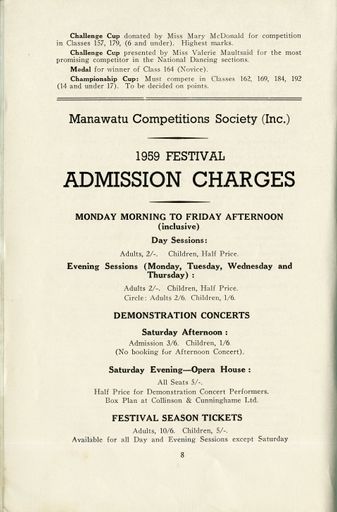 Challenge Cup donated by Miss Mary McDonald for competition
in Classes 157, 179, (6 and under). Highest marks.
Challenge Cup presented by Miss Valerie Maultsaid for the most
promising competitor in the National Dancing sections.
Medal for winner of Class 164 (Novice).
Championship Cup: Must compete in Classes 162, 169, 184, 192
(14 and under 17). To be decided on points.
Manawatu Competitions Society (Inc.)
1959 FESTIVAL
ADMISSION CHARGES
MONDAY MORNING TO FRIDAY AFTERNOON
(inclusive)
Day Sessions:
Adults, 2/-. Children, Half Price.
Evening Sessions (Monday, Tuesday, Wednesday and
Thursday) :
Adults 2/-. Children, Half Price.
Circle: Adults 2/6. Children, 1/6.
DEMONSTRATION CONCERTS
Saturday Afternoon :
Admission 3/6. Children, 1/6.
(No booking for Afternoon Concert).
Saturday Evening—Opera House :
All Seats 5/-.
Half Price for Demonstration Concert Performers.
Box Plan at Collinson & Cunninghame Ltd.
FESTIVAL SEASON TICKETS
Adults, 10/6. Children, 5/-.
Available for all Day and Evening Sessions except Saturday
8